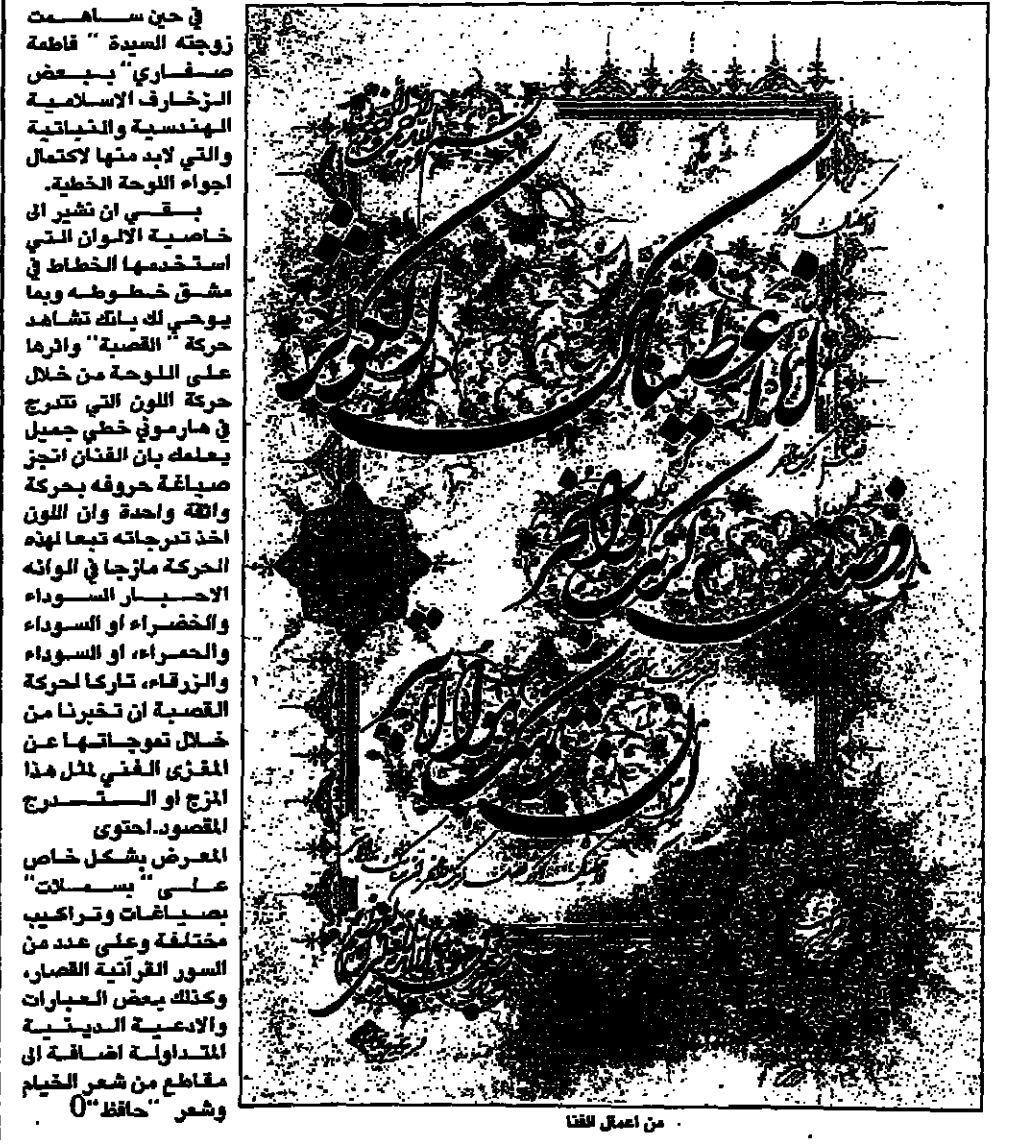 في حين ساهمت
زوجته السيدة " فاطمة
صفاري" ببعض
الزخارف الاسلامية
الهندسية والنباتية
والتي لابد منها لاكتمال
اجواء اللوحة الخطية.
بقي ان نشير الى
خاصية الالوان التي
استخدمها الخطاط في
مشق خطوطه وبما
يوحي لك بانك تشاهد
حركة " القصبة" واثرها
على اللوحة من خلال
حركة اللون التي تتدرج
في هارموني خطي جميل
يعلمك بان الفنان انجز
صياغة حروفه بحركة
واثقة واحدة وان اللون
اخذ تدرجاته تبعا لهذه
الحركة مازجا في الوانه
الاحبار السوداء
والخضراء او السوداء
والحمراء، او السوداء
والزرقاء، تاركا لحركة
القصبة ان تخبرنا من
خلال تموجاتها عن
المغزى الفني لمثل هذا
المزج او التدرج
المقصود.احتوى
المعرض بشكل خاص
على "بسملات"
بصياغات وتراكيب
مختلفة وعلى عدد من
السور القرآنية القصار،
وكذلك بعض العبارات
والادعية الدينية
المتداولة اضافة الى
مقاطع من شعر الخيام
وشعر "حافظ"0
انا اعطيناك الكوثر
فصل لربك وانحر
ان شانئك هو الابتر
من اعمال الفنا